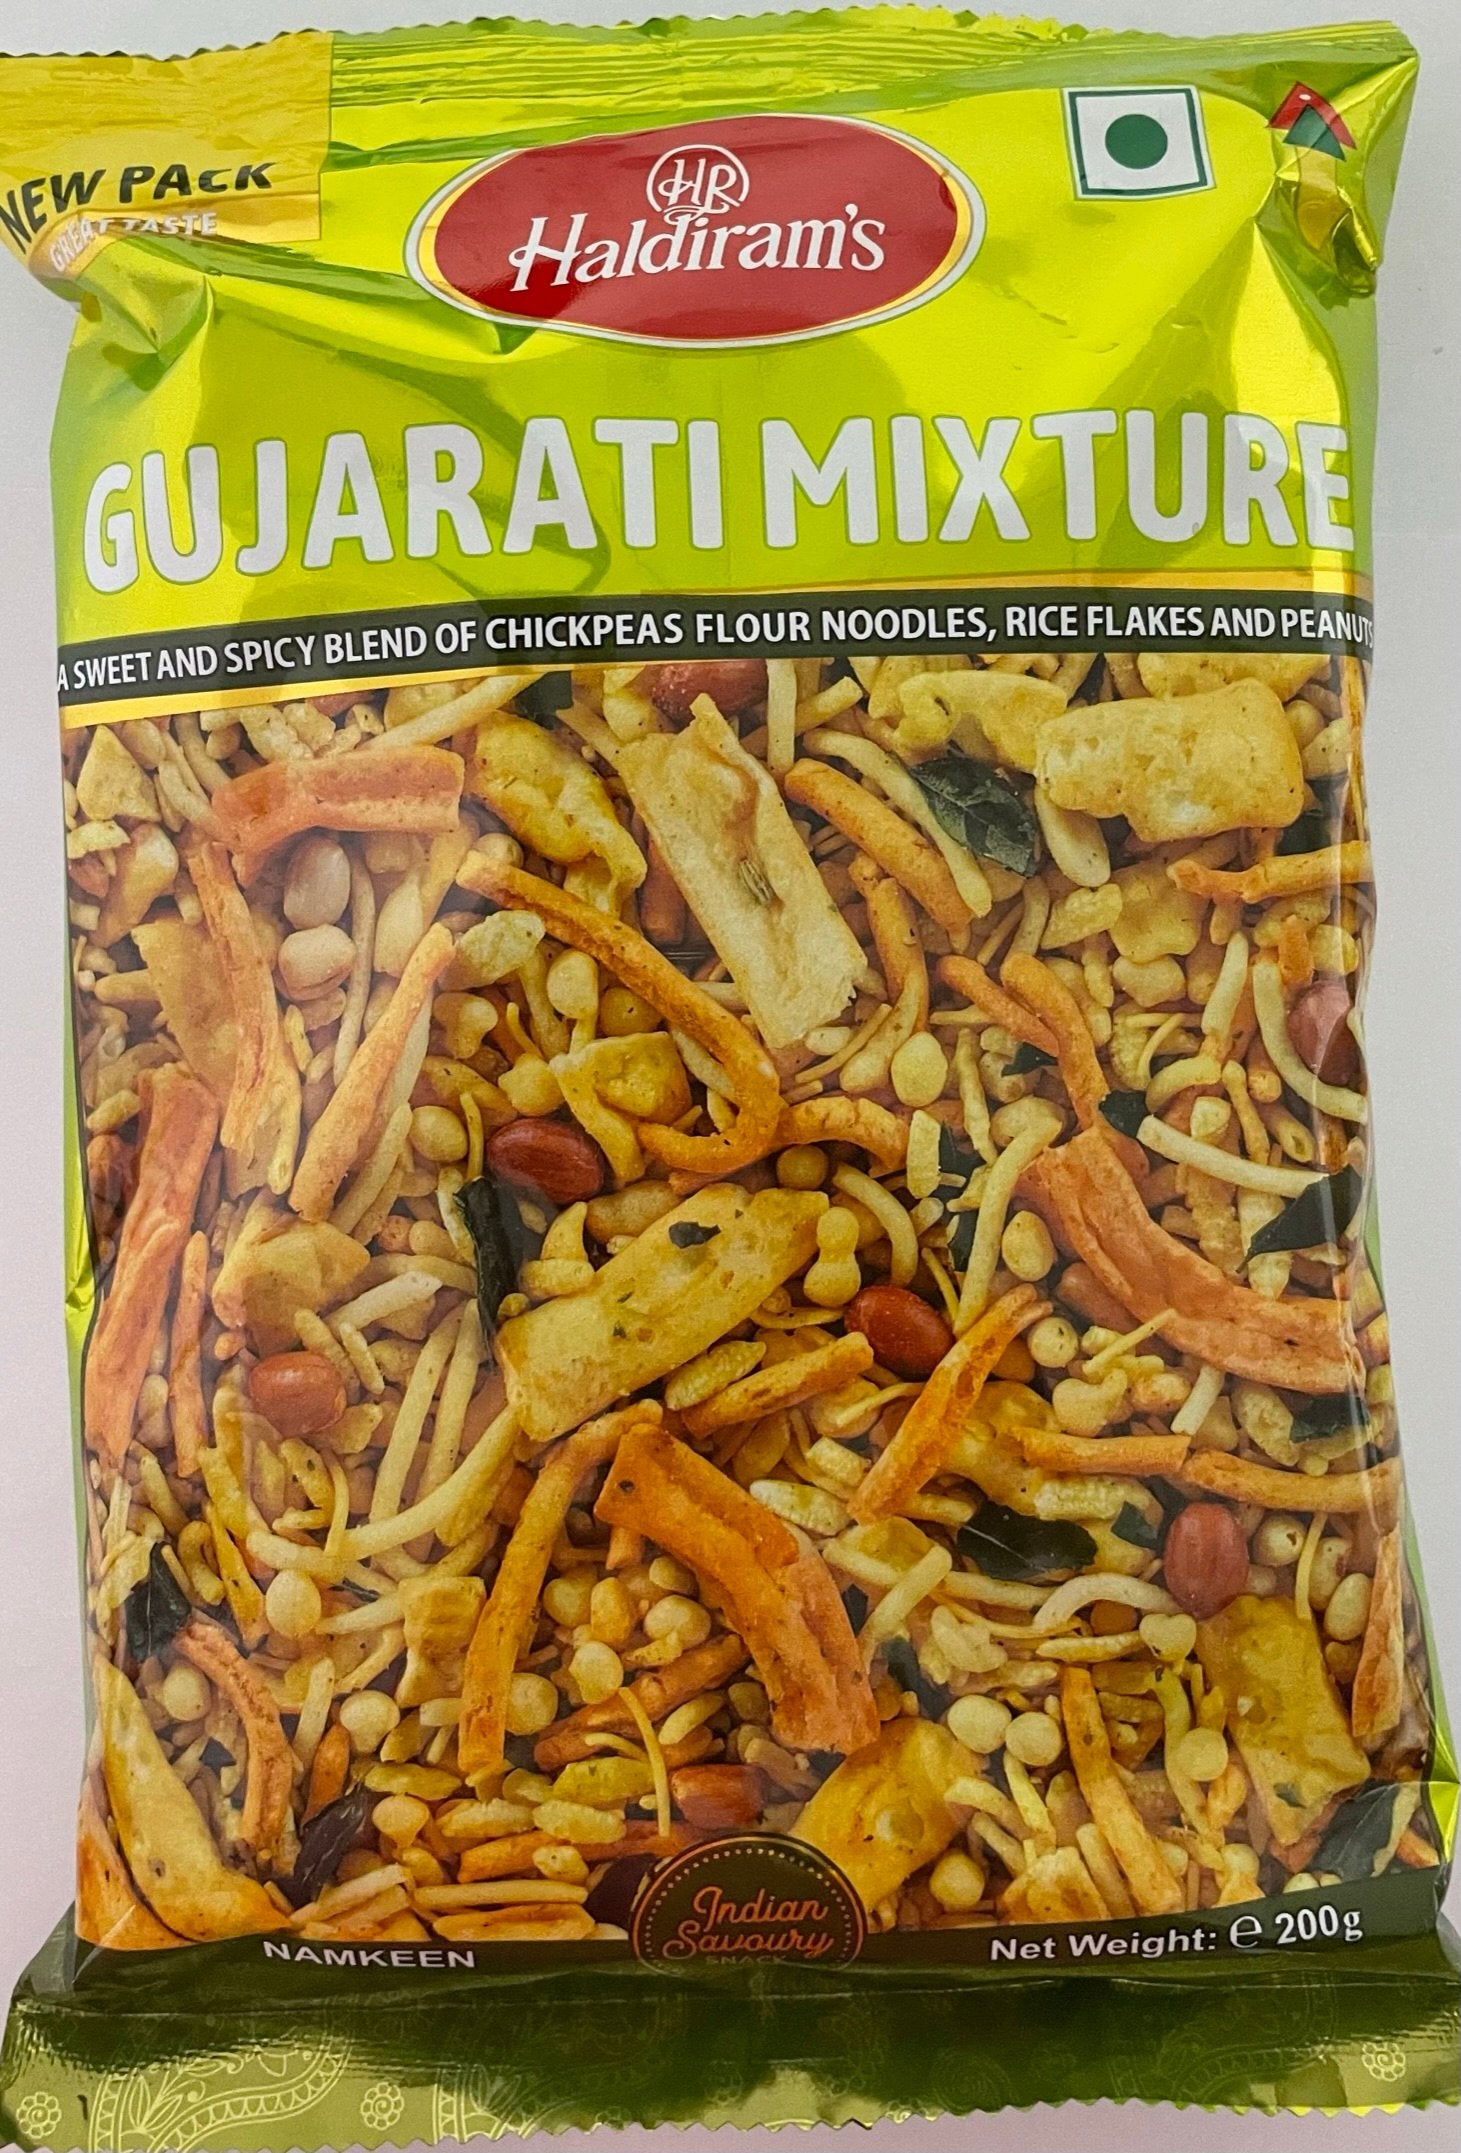 NEW PACK
GREAT TASTE
HR
Haldiram's
GUJARATI MIXTURE
A SWEET AND SPICY BLEND OF CHICKPEAS FLOUR NOODLES, RICE FLAKES AND PEANUTS
Indian
Savoury
SNACK
NAMKEEN
Net Weight: ℮ 200g